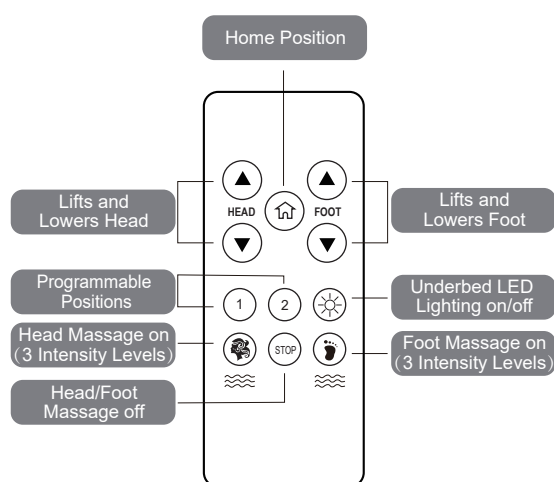 Home Position
Lifts and
Lowers Head
HEAD
FOOT
Lifts and
Lowers Foot
Programmable
Positions
1
2
Underbed LED
Lighting on/off
Head Massage on
(3 Intensity Levels)
STOP
Foot Massage on
(3 Intensity Levels)
Head/Foot
Massage off